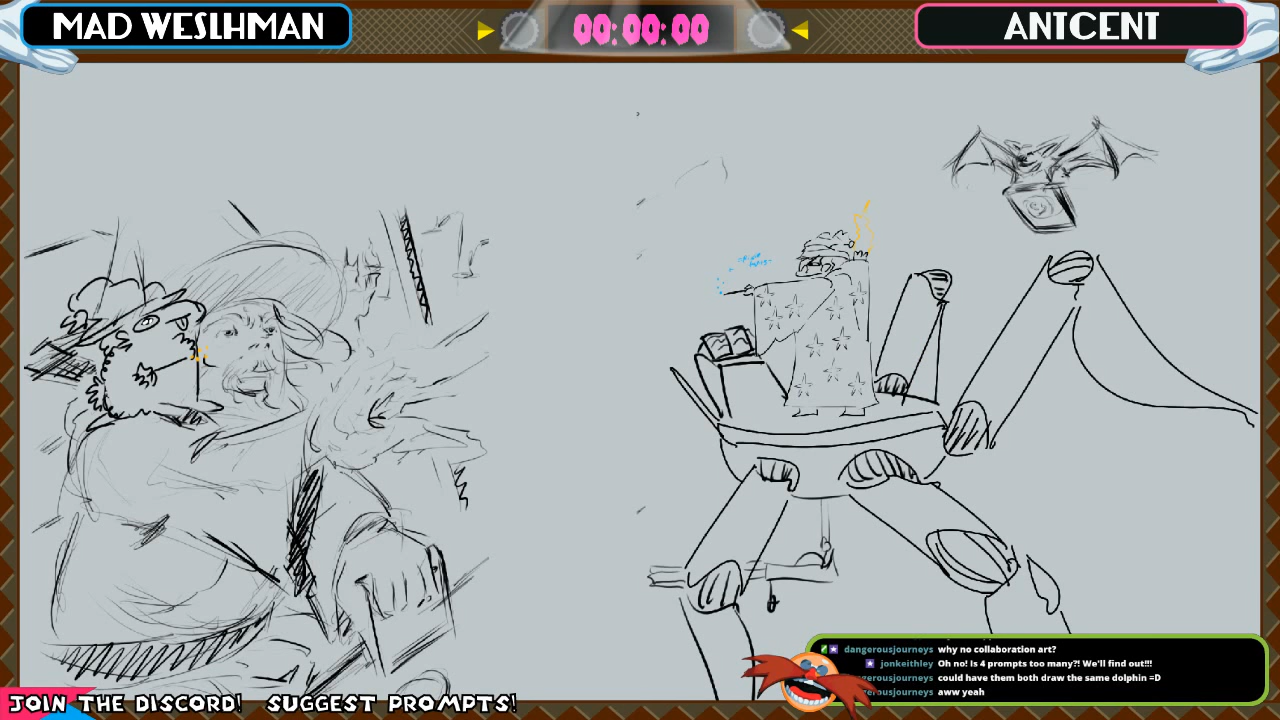 MAD WESLHMAN
00:00:00
ANTCENT
dangerousjourneys why no collaboration art?
jonkeithley Oh no! Is 4 prompts too many?! We'll find out!!!
gerousjourneys could have them both draw the same dolphin =D
gerousjourneys aww yeah
JOIN THE DISCORD! SUGGEST PROMPTS!